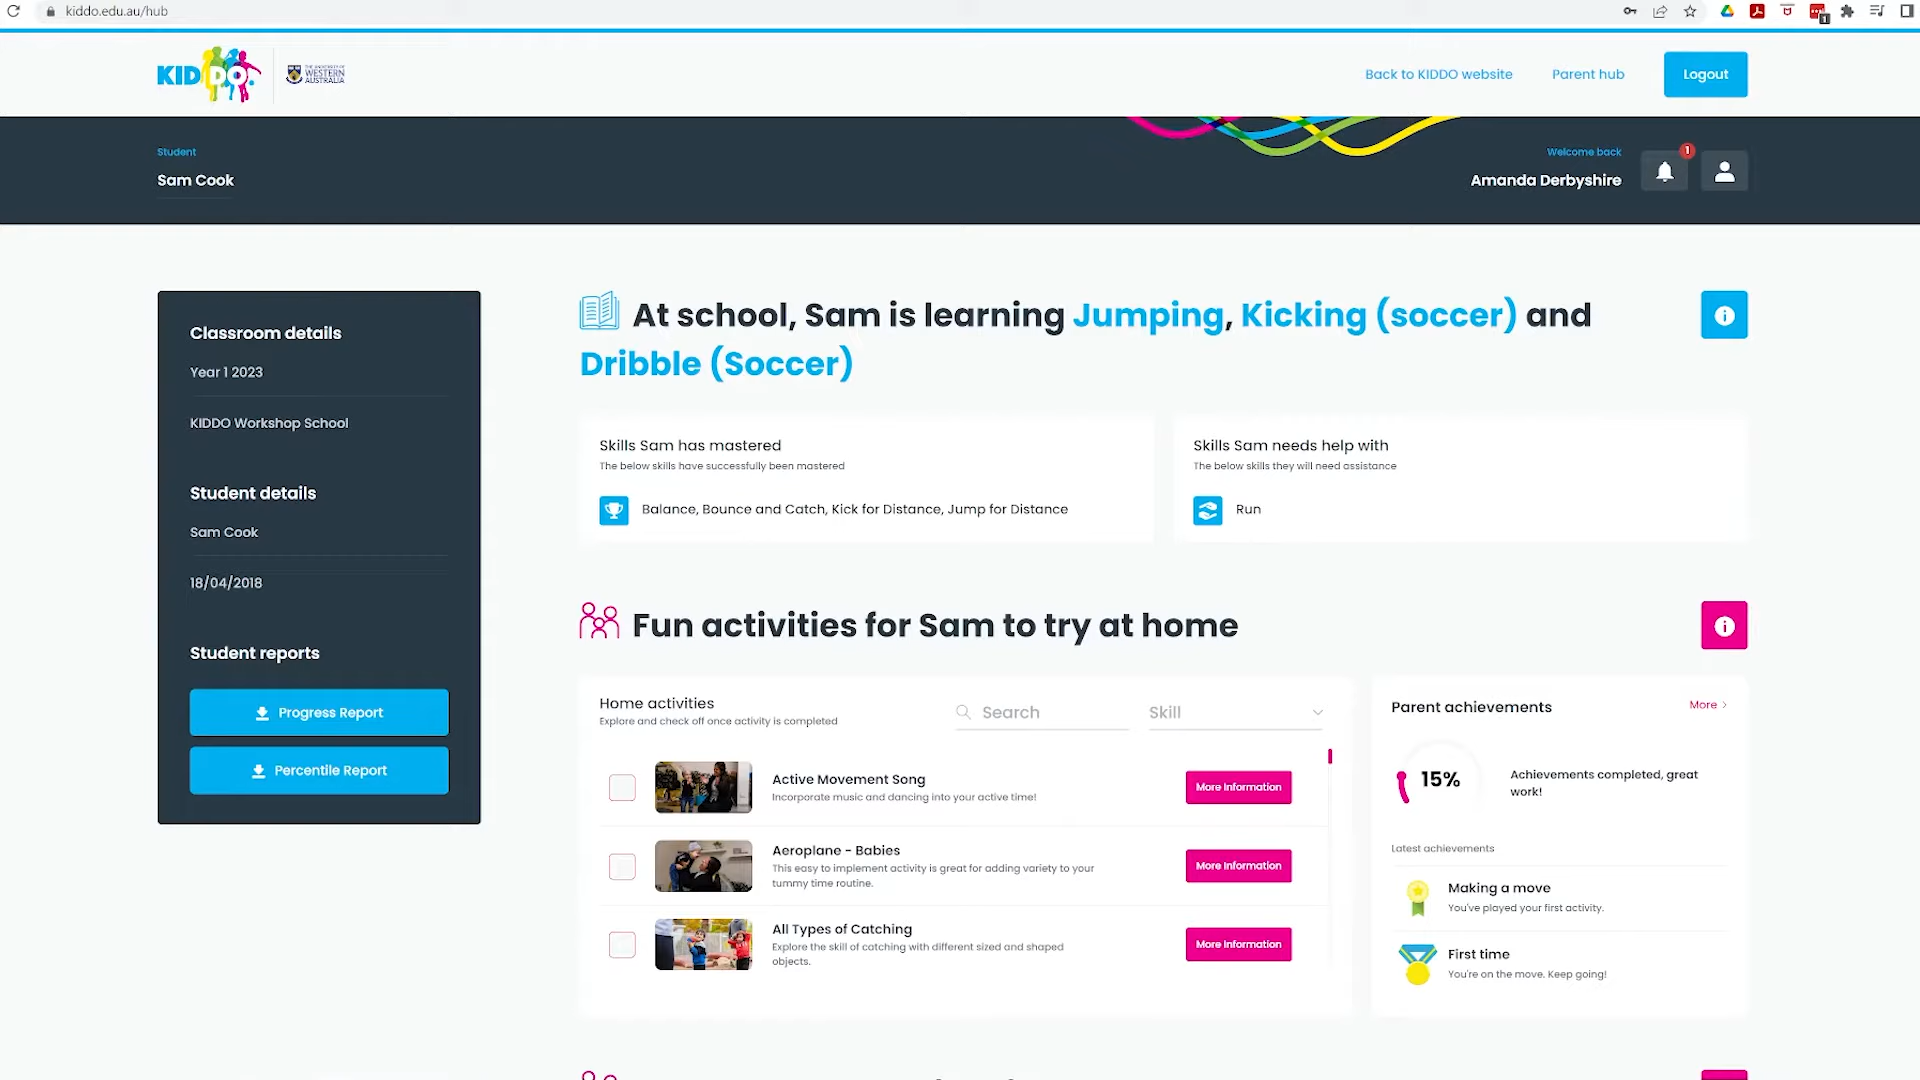 kiddo.edu.au/hub
1
KIDDO.
THE UNIVERSITY OF
WESTERN
AUSTRALIA
Back to KIDDO website
Parent hub
Logout
Student
Sam Cook
Welcome back
Amanda Derbyshire
1
Classroom details
Year 1 2023
KIDDO Workshop School
Student details
Sam Cook
18/04/2018
Student reports
Progress Report
Percentile Report
At school, Sam is learning Jumping, Kicking (soccer) and
Dribble (Soccer)
Skills Sam has mastered
The below skills have successfully been mastered
Balance, Bounce and Catch, Kick for Distance, Jump for Distance
Skills Sam needs help with
The below skills they will need assistance
Run
Fun activities for Sam to try at home
Home activities
Explore and check off once activity is completed
Search
Skill
Active Movement Song
Incorporate music and dancing into your active time!
More Information
Aeroplane - Babies
This easy to implement activity is great for adding variety to your
tummy time routine.
More Information
All Types of Catching
Explore the skill of catching with different sized and shaped
objects.
More Information
Parent achievements
More >
15%
Achievements completed, great
work!
Latest achievements
Making a move
You've played your first activity.
First time
You're on the move. Keep going!